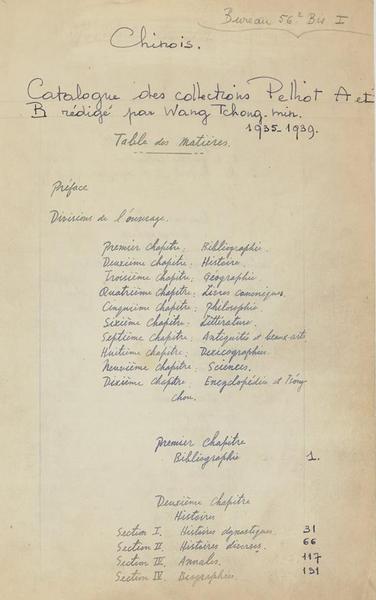 Bureau 56² Bis I
Chinois.
Catalogue des collections Pelliot A et
B rédigé par Wang Tchong-min.
1935-1939.
Table des matières.
Préface
Divisions de l'ouvrage.
Premier chapitre: Bibliographie.
Deuxième chapitre: Histoire.
Troisième chapitre: Géographie.
Quatrième chapitre: Livres canoniques.
Cinquième chapitre: Philosophie.
Sixième chapitre: Littérature.
Septième chapitre: Antiquités et beaux-arts.
Huitième chapitre: Lexicographie.
Neuvième chapitre: Sciences.
Dixième chapitre: Encyclopédies et Ts'ong-
chou.
Premier Chapitre
Bibliographie 1.
Deuxième Chapitre
Histoires
Section I. Histoires dynastiques. 31
Section II. Histoires diverses. 66
Section III. Annales. 117
Section IV. Biographies. 131